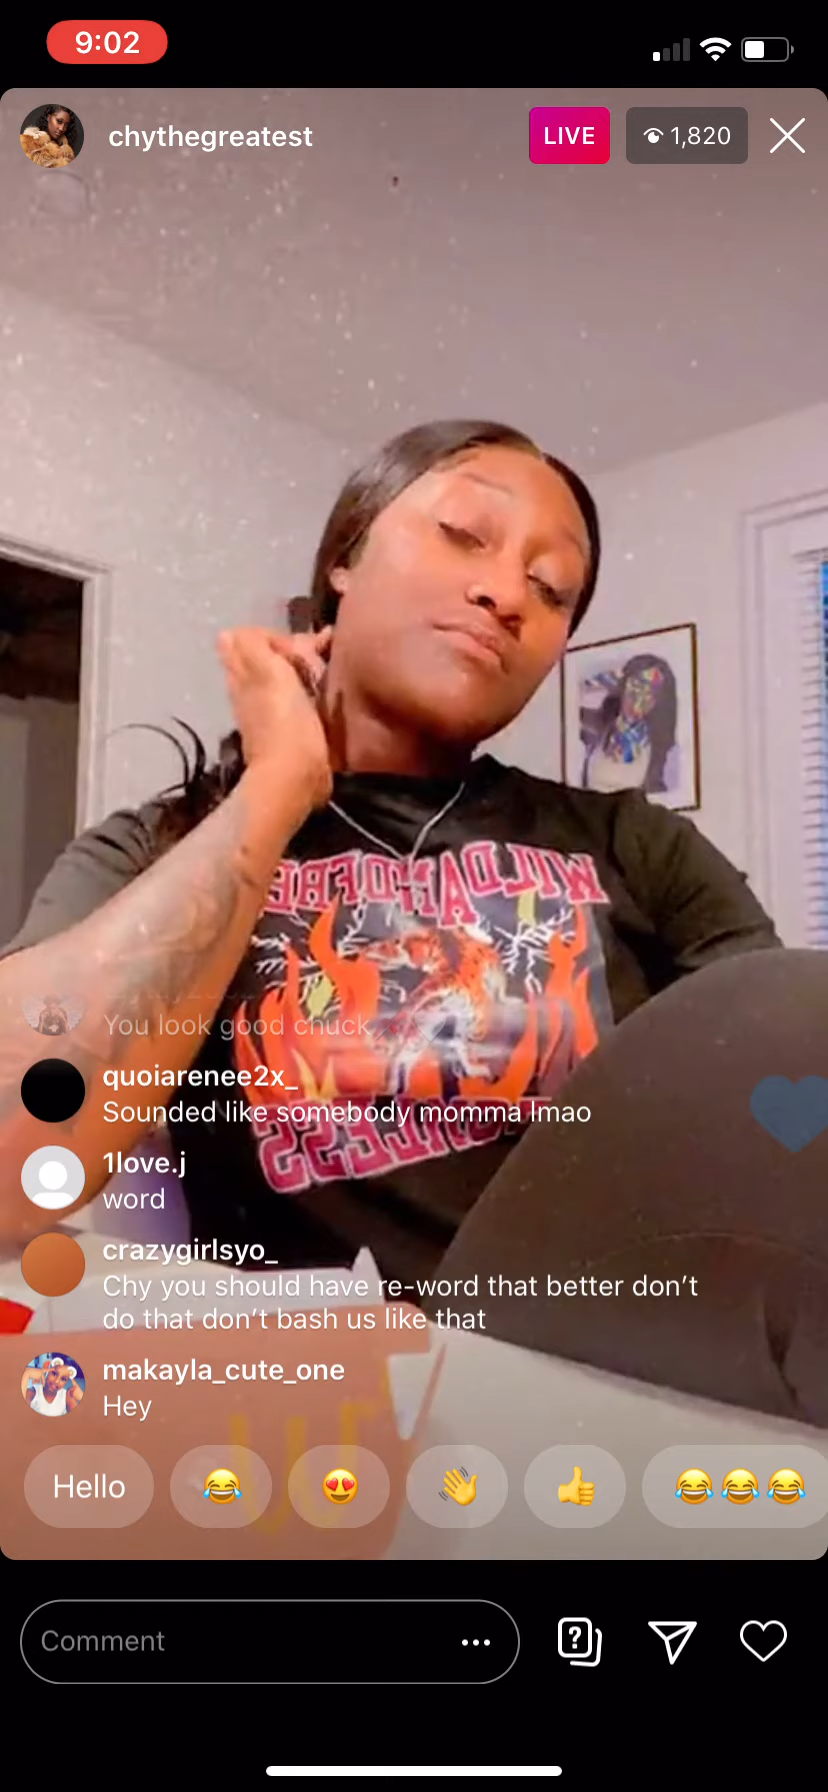 9:02
chythegreatest
LIVE
1,820
You look good chuck
quoiarenee2x_
Sounded like somebody momma lmao
1love.j
word
crazygirlsyo_
Chy you should have re-word that better don't
do that don't bash us like that
makayla_cute_one
Hey
Hello
Comment